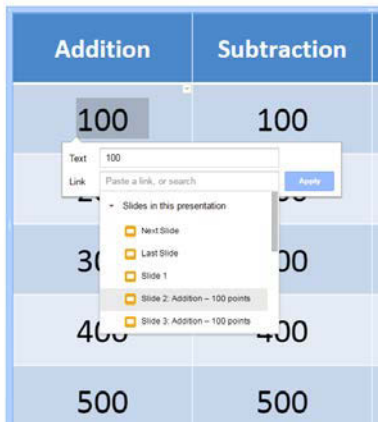 Addition Subtraction
100 100
Text 100
Link Paste a link, or search Apply
Slides in this presentation
Next Slide
Last Slide
Slide 1
Slide 2: Addition – 100 points
Slide 3: Addition – 100 points
400 400
500 500